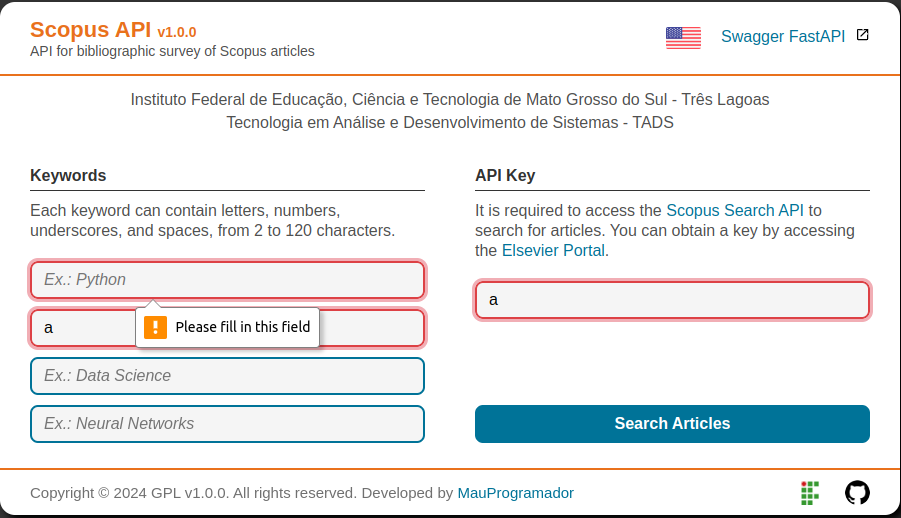 Scopus API v1.0.0
API for bibliographic survey of Scopus articles
Swagger FastAPI
Instituto Federal de Educação, Ciência e Tecnologia de Mato Grosso do Sul - Três Lagoas
Tecnologia em Análise e Desenvolvimento de Sistemas - TADS
Keywords
Each keyword can contain letters, numbers,
underscores, and spaces, from 2 to 120 characters.
Ex.: Python
Please fill in this field
a
Ex.: Data Science
Ex.: Neural Networks
API Key
It is required to access the Scopus Search API to
search for articles. You can obtain a key by accessing
the Elsevier Portal.
a
Search Articles
Copyright © 2024 GPL v1.0.0. All rights reserved. Developed by MauProgramador